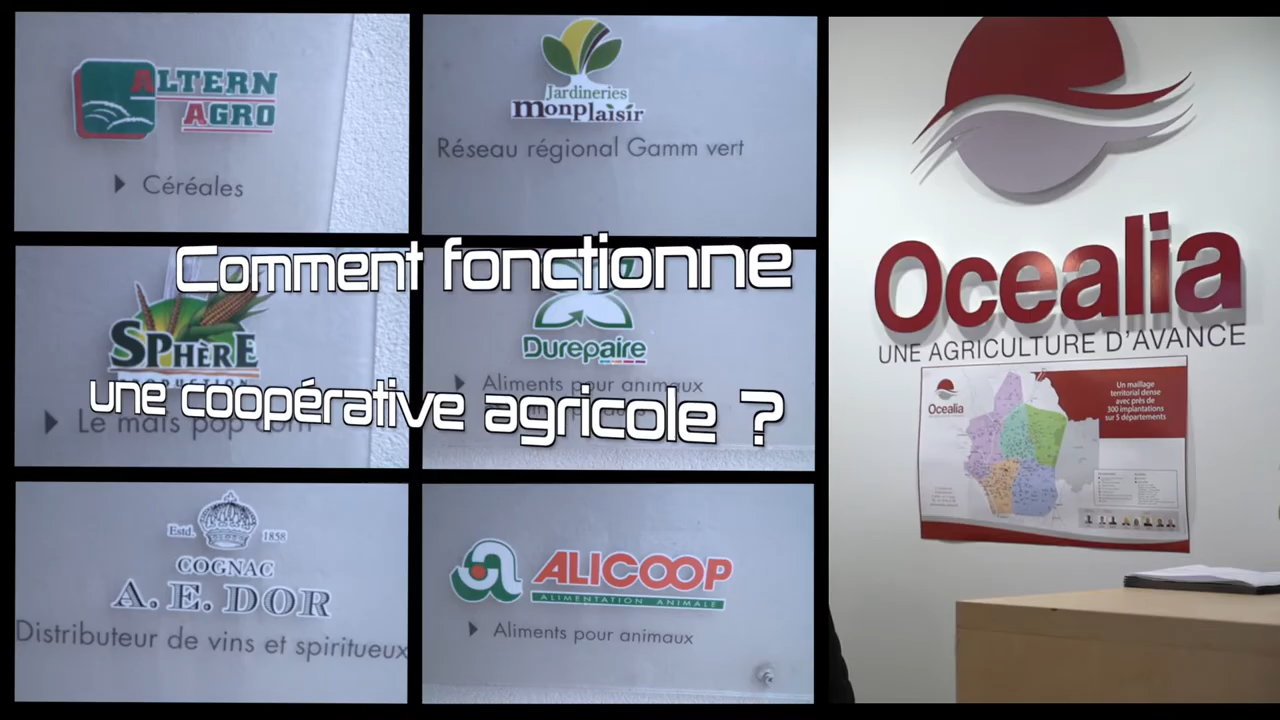 ALTERN
AGRO
Céréales
Jardineries
monplaisir
Réseau régional Gamm vert
Comment fonctionne
une coopérative agricole ?
SPHÈRE
Le maïs pop corn
Durepaire
Aliments pour animaux
Estd. 1858
COGNAC
A. E. DOR
Distributeur de vins et spiritueux
ALICOOP
ALIMENTATION ANIMALE
Aliments pour animaux
Ocealia
UNE AGRICULTURE D'AVANCE
Ocealia
Un maillage
territorial dense
avec près de
300 implantations
sur 5 départements